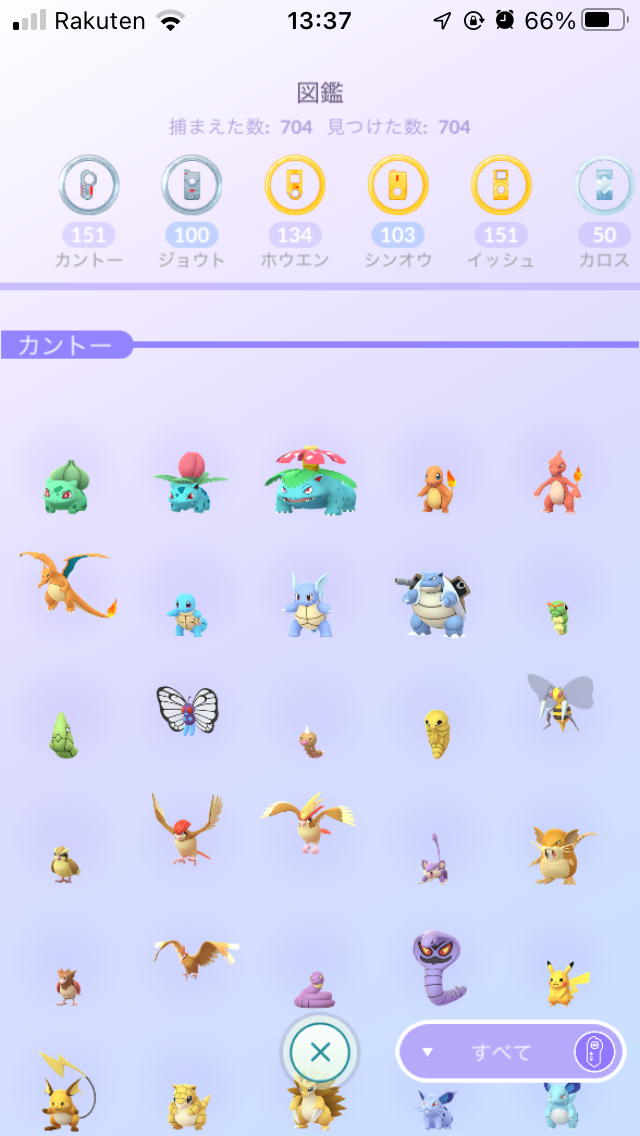 Rakuten 13:37 66%
図鑑
捕まえた数: 704 見つけた数: 704
151 100 134 103 151 50
カントー ジョウト ホウエン シンオウ イッシュ カロス
カントー
すべて